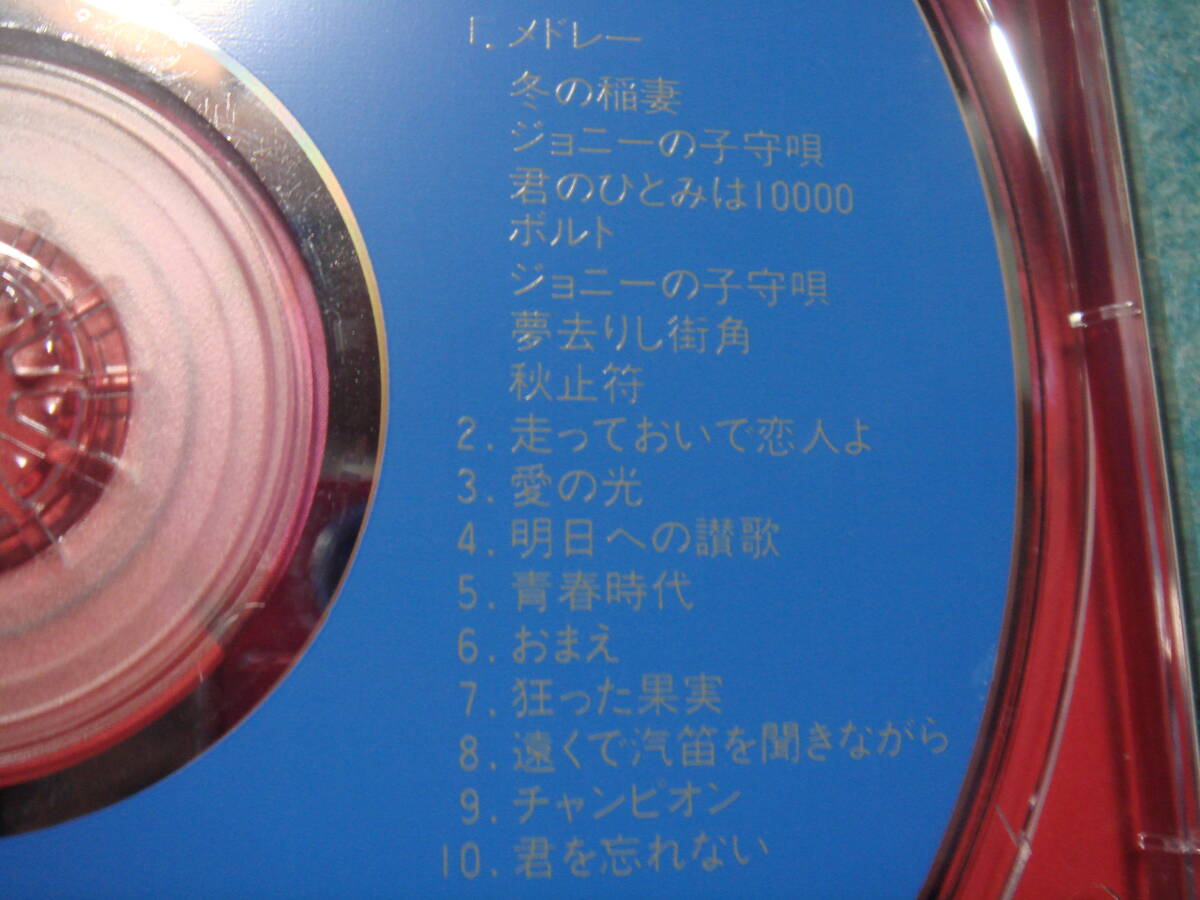 1. メドレー
冬の稲妻
ジョニーの子守唄
君のひとみは10000
ボルト
ジョニーの子守唄
夢去りし街角
秋止符
2. 走っておいで恋人よ
3. 愛の光
4. 明日への讃歌
5. 青春時代
6. おまえ
7. 狂った果実
8. 遠くで汽笛を聞きながら
9. チャンピオン
10. 君を忘れない